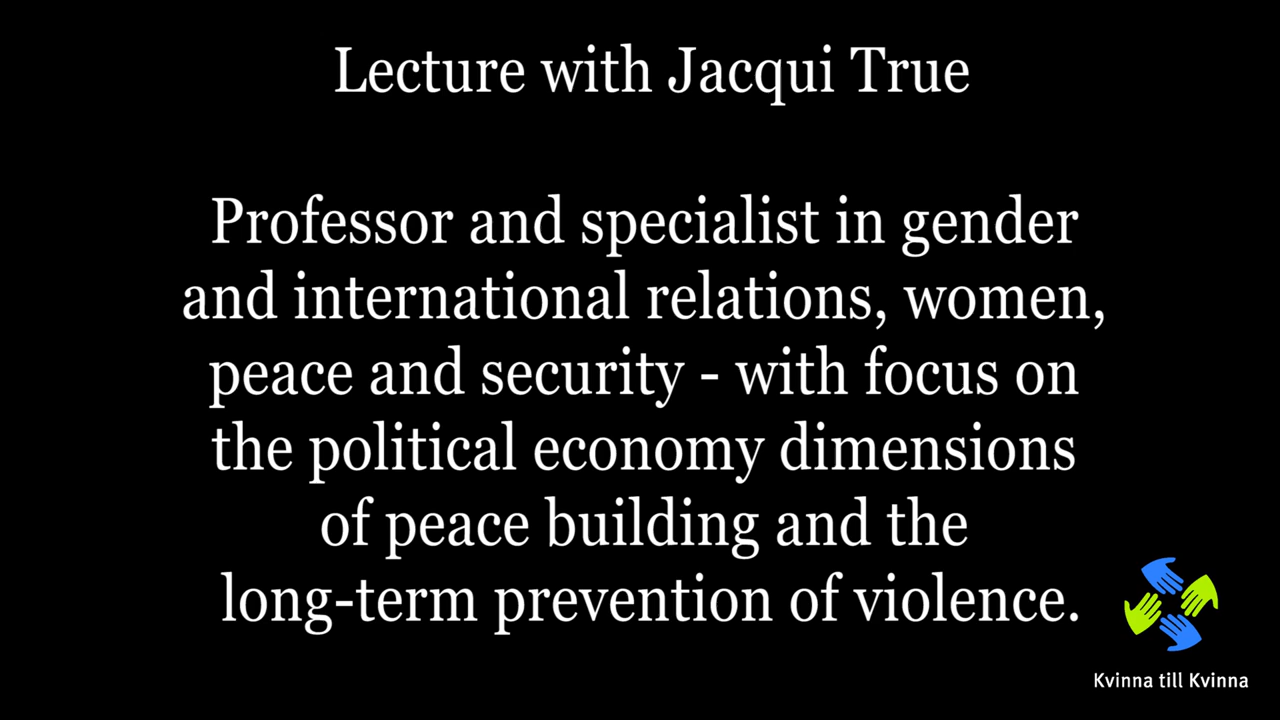 Lecture with Jacqui True
Professor and specialist in gender
and international relations, women,
peace and security - with focus on
the political economy dimensions
of peace building and the
long-term prevention of violence.
Kvinna till Kvinna